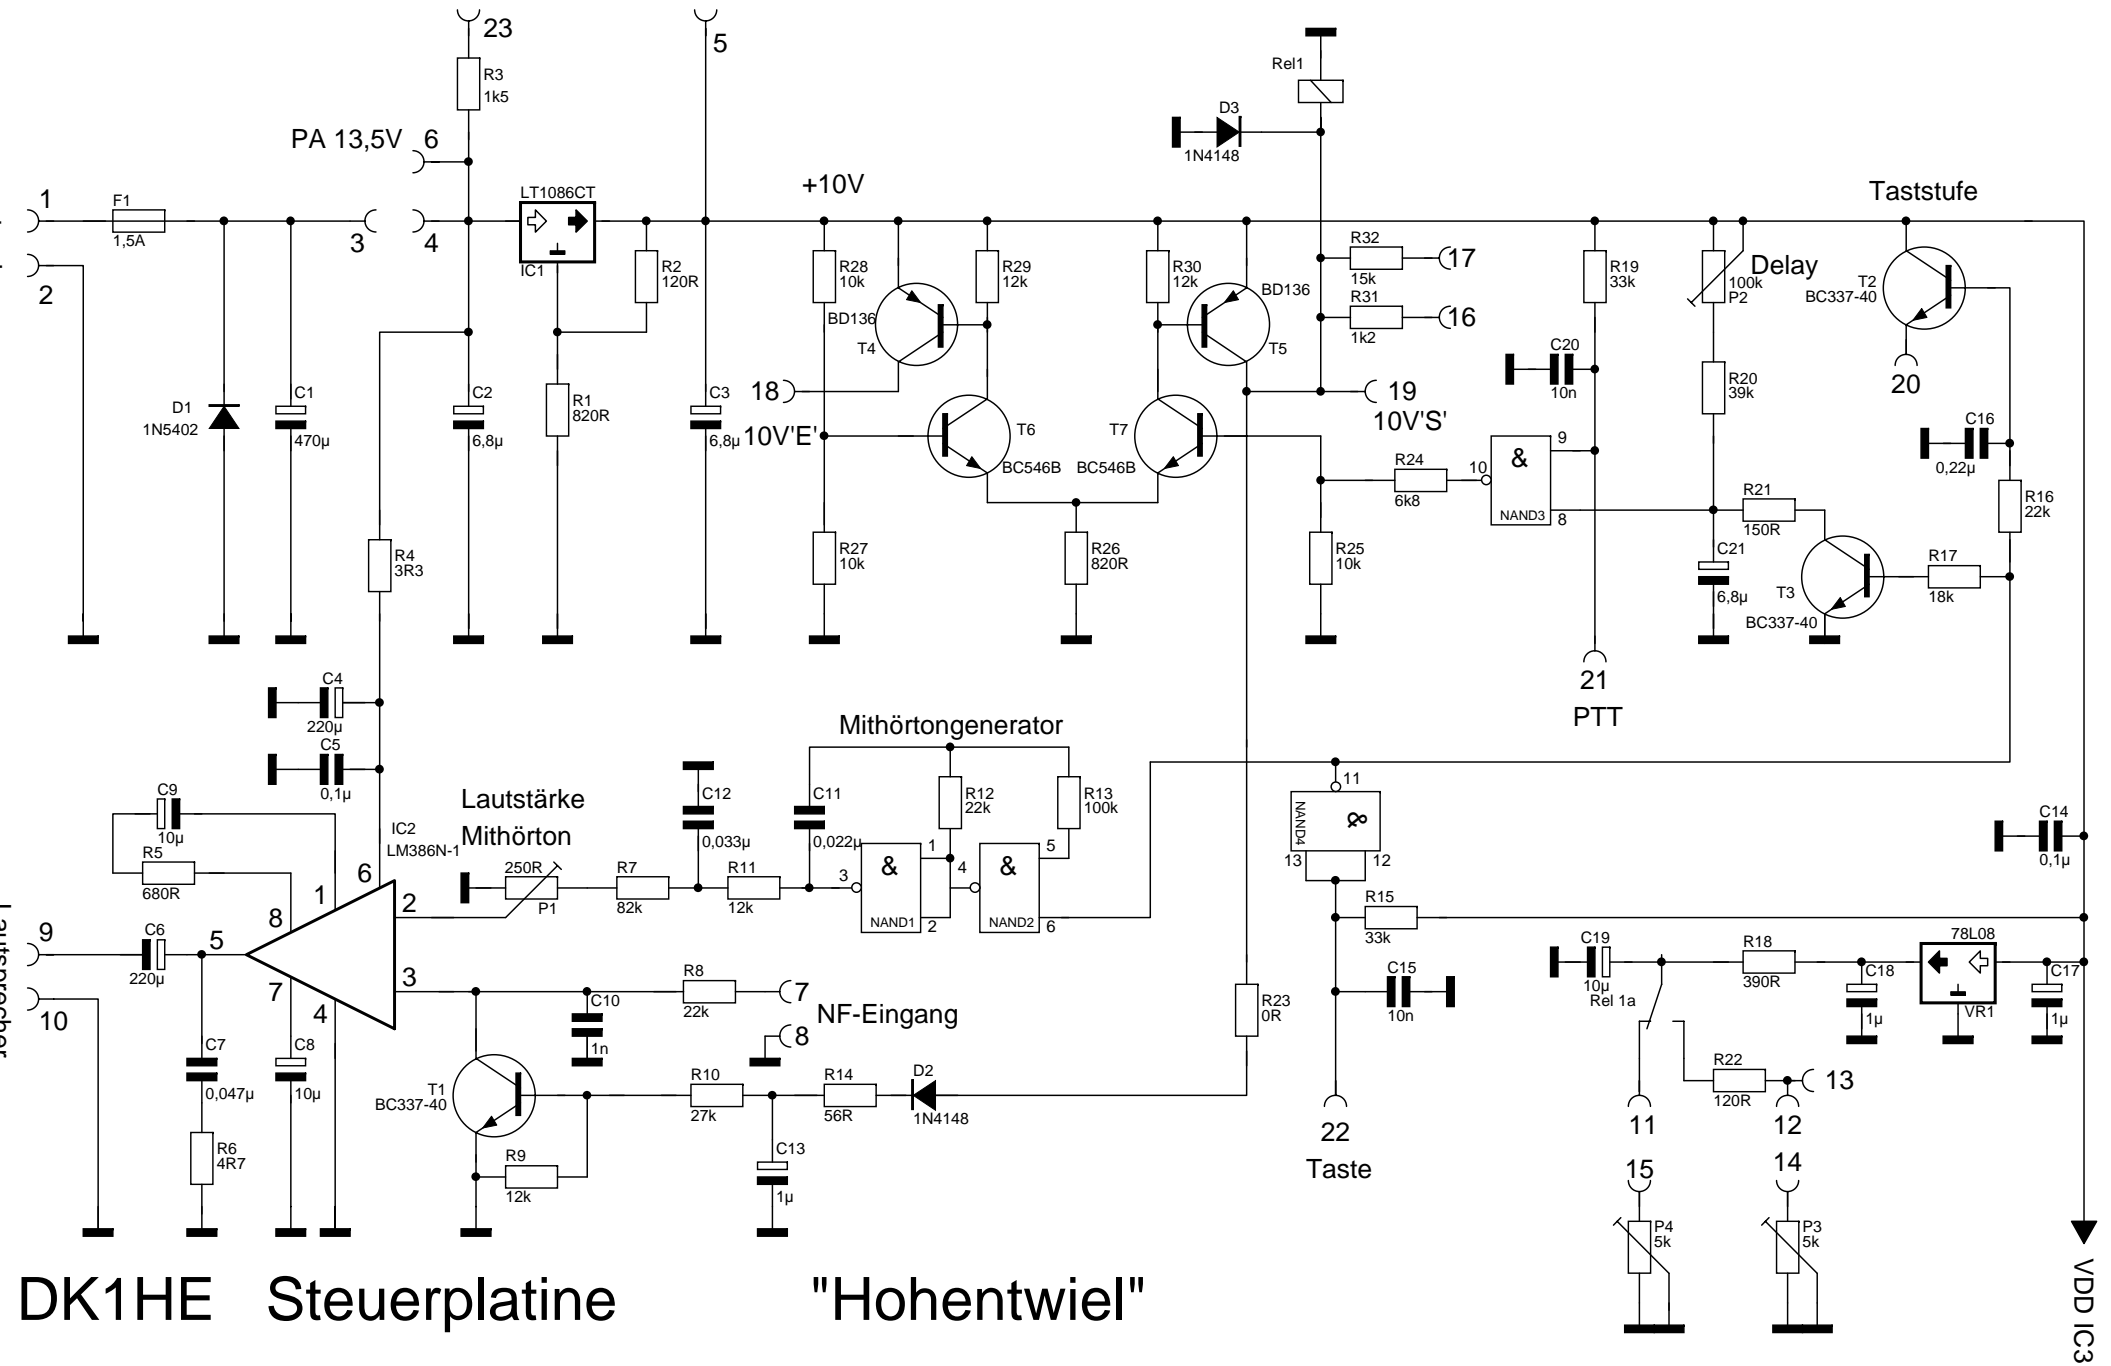 23
5
R3
1k5
Rel1
D3
1N4148
PA 13,5V
6
+10V
LT1086CT
IC1
Taststufe
1
F1
1,5A
3
4
2
R2
120R
R28
10k
R29
12k
R30
12k
BD136
T4
BD136
T5
R32
15k
17
R31
1k2
16
R19
33k
Delay
100k
P2
T2
BC337-40
20
D1
1N5402
C1
470µ
C2
6,8µ
R1
820R
C3
6,8µ
18
10V'E'
T6
BC546B
T7
BC546B
19
10V'S'
C20
10n
R20
39k
C16
0,22µ
R24
6k8
10
&
9
8
NAND3
R21
150R
R16
22k
R4
3R3
R27
10k
R26
820R
R25
10k
C21
6,8µ
T3
BC337-40
R17
18k
21
PTT
C4
220µ
C5
0,1µ
Mithörtongenerator
C9
10µ
R5
680R
IC2
LM386N-1
Lautstärke
Mithörton
250R
P1
C12
0,033µ
C11
0,022µ
R12
22k
R13
100k
R7
82k
R11
12k
3
&
1
2
NAND1
4
&
5
6
NAND2
11
&
NAND4
13
12
C14
0,1µ
R15
33k
6
1
8
2
5
7
3
4
9
10
Lautsprecher
C6
220µ
C7
0,047µ
C8
10µ
R6
4R7
R8
22k
7
8
NF-Eingang
C10
1n
T1
BC337-40
R9
12k
R10
27k
R14
56R
D2
1N4148
C13
1µ
R23
0R
C15
10n
22
Taste
C19
10µ
Rel 1a
R18
390R
C18
1µ
78L08
VR1
C17
1µ
R22
120R
13
11
12
15
14
P4
5k
P3
5k
VDD IC3
DK1HE Steuerplatine "Hohentwiel"